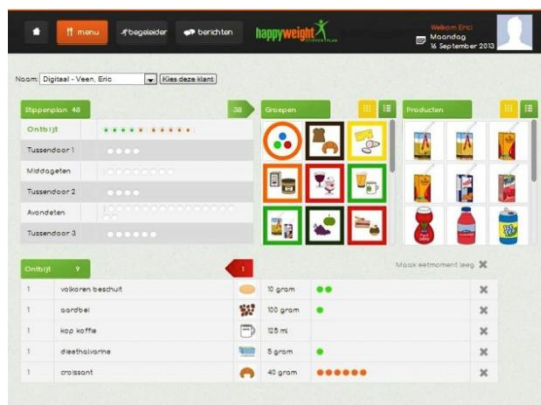 menu
begeleider
berichten
happyweight
Welkom Eric
Maandag
16 September 2013
Naam: Digitaal - Veen, Eric
Kies deze klant
Stippenplan 48
38
Groepen
Producten
Ontbijt
Tussendoor 1
Middageten
Tussendoor 2
Avondeten
Tussendoor 3
Ontbijt 9
1
Maak eetmoment leeg
1 volkoren beschuit 10 gram
1 aardbei 100 gram
1 kop koffie 125 ml
1 dieethalvarine 5 gram
1 croissant 40 gram